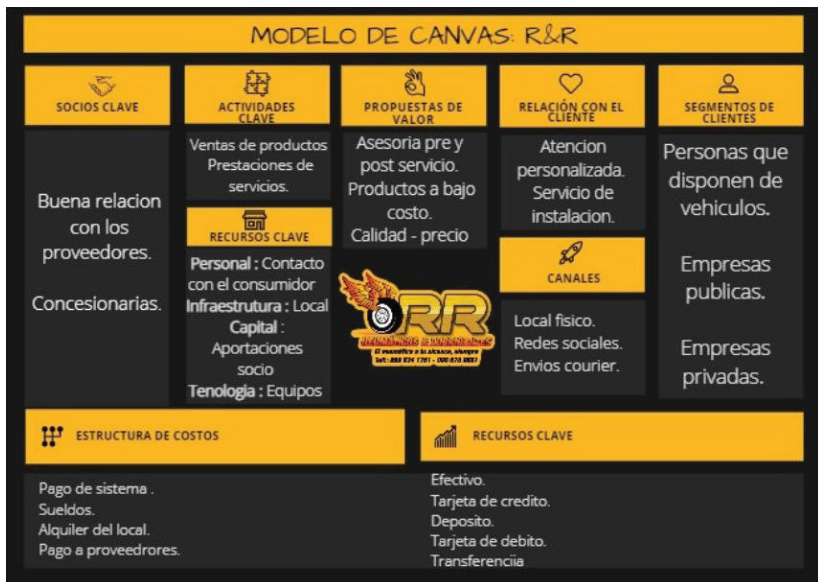 MODELO DE CANVAS: R&R
SOCIOS CLAVE
Buena relacion
con los
proveedores.
Concesionarias.
ACTIVIDADES
CLAVE
Ventas de productos
Prestaciones de
servicios.
RECURSOS CLAVE
Personal : Contacto
con el consumidor
Infraestrutura : Local
Capital :
Aportaciones
socio
Tenologia : Equipos
PROPUESTAS DE
VALOR
Asesoria pre y
post servicio.
Productos a bajo
costo.
Calidad - precio
RR
El neumático a tu alcance, siempre
RELACIÓN CON EL
CLIENTE
Atencion
personalizada.
Servicio de
instalacion.
CANALES
Local fisico.
Redes sociales.
Envios courier.
SEGMENTOS DE
CLIENTES
Personas que
disponen de
vehiculos.
Empresas
publicas.
Empresas
privadas.
ESTRUCTURA DE COSTOS
Pago de sistema .
Sueldos.
Alquiler del local.
Pago a proveedrores.
RECURSOS CLAVE
Efectivo.
Tarjeta de credito.
Deposito.
Tarjeta de debito.
Transferenciia